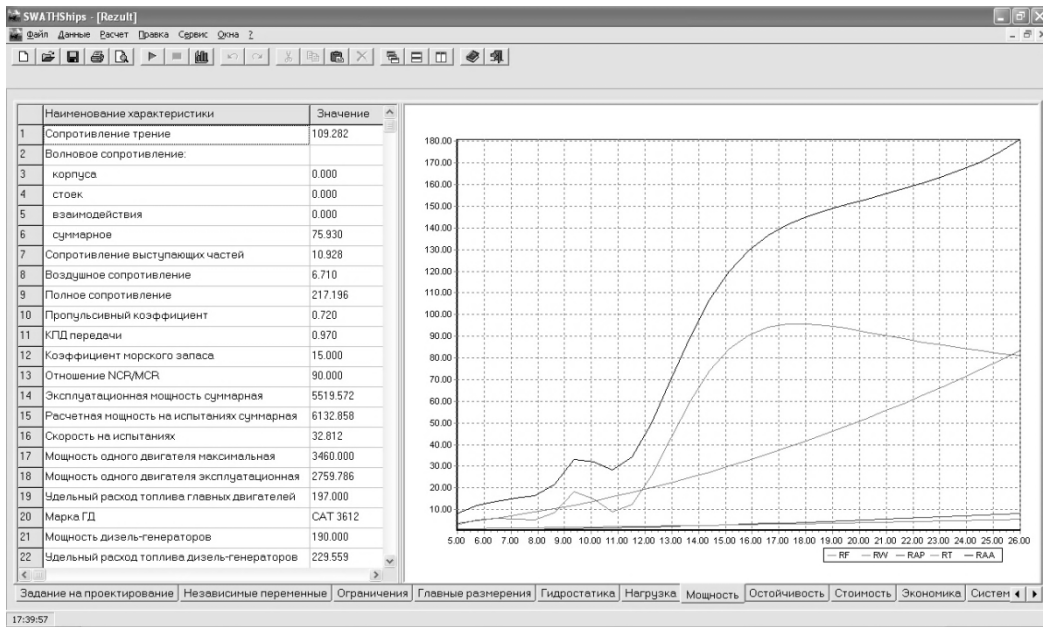 SWATHShips - [Rezult]
Файл Данные Расчет Правка Сервис Окна ?
Наименование характеристики Значение
1 Сопротивление трение 109.282
2 Волновое сопротивление:
3 корпуса 0.000
4 стоек 0.000
5 взаимодействия 0.000
6 суммарное 75.930
7 Сопротивление выступающих частей 10.928
8 Воздушное сопротивление 6.710
9 Полное сопротивление 217.196
10 Пропульсивный коэффициент 0.720
11 КПД передачи 0.970
12 Коэффициент морского запаса 15.000
13 Отношение NCR/MCR 90.000
14 Эксплуатационная мощность суммарная 5519.572
15 Расчетная мощность на испытаниях суммарная 6132.858
16 Скорость на испытаниях 32.812
17 Мощность одного двигателя максимальная 3460.000
18 Мощность одного двигателя эксплуатационная 2759.786
19 Удельный расход топлива главных двигателей 197.000
20 Марка ГД CAT 3612
21 Мощность дизель-генераторов 190.000
22 Удельный расход топлива дизель-генераторов 229.559
180.00
170.00
160.00
150.00
140.00
130.00
120.00
110.00
100.00
90.00
80.00
70.00
60.00
50.00
40.00
30.00
20.00
10.00
5.00 6.00 7.00 8.00 9.00 10.00 11.00 12.00 13.00 14.00 15.00 16.00 17.00 18.00 19.00 20.00 21.00 22.00 23.00 24.00 25.00 26.00
RF RW RAP RT RAA
Задание на проектирование Независимые переменные Ограничения Главные размерения Гидростатика Нагрузка Мощность Остойчивость Стоимость Экономика Систем
17:39:57